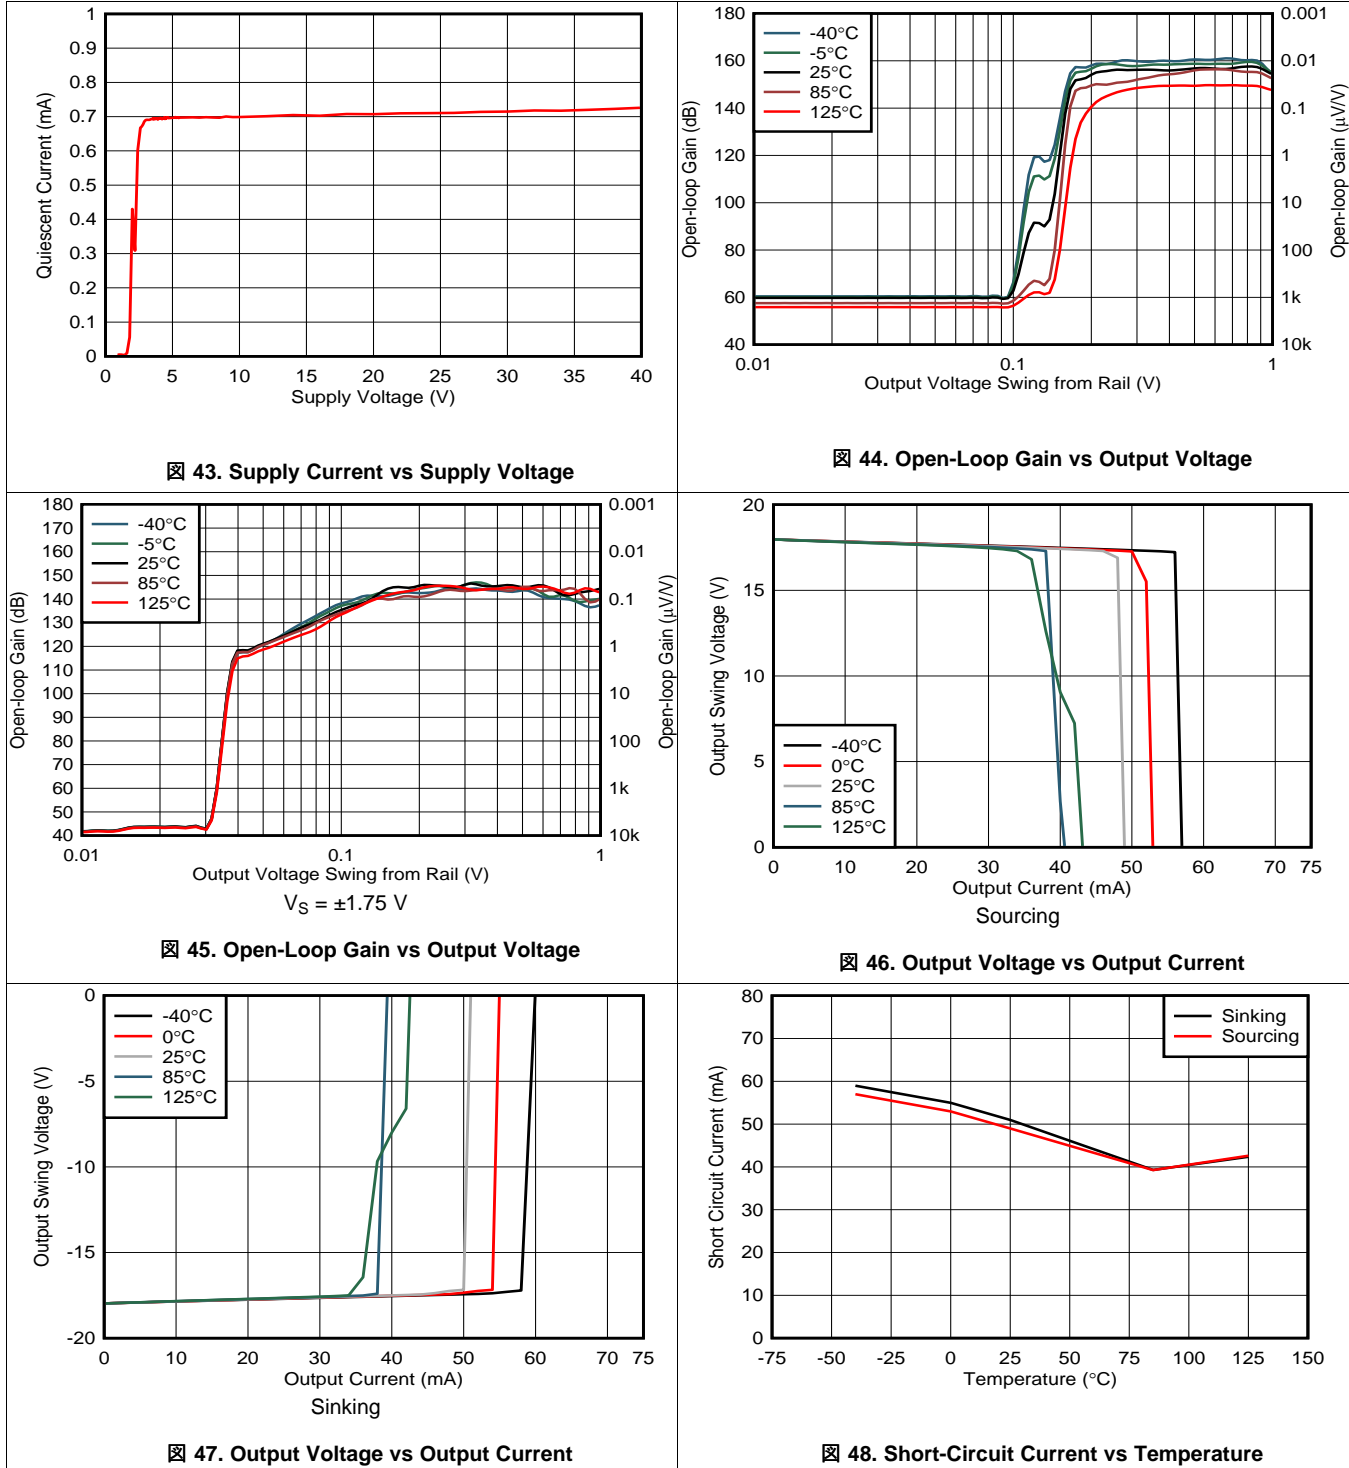 1
0.9
0.8
0.7
0.6
0.5
0.4
0.3
0.2
0.1
0
Quiescent Current (mA)
0 5 10 15 20 25 30 35 40
Supply Voltage (V)
図 43. Supply Current vs Supply Voltage
180
160
140
120
100
80
60
40
Open-loop Gain (dB)
-40°C
-5°C
25°C
85°C
125°C
0.001
0.01
0.1
1
10
100
1k
10k
Open-loop Gain (µV/V)
0.01 0.1 1
Output Voltage Swing from Rail (V)
図 44. Open-Loop Gain vs Output Voltage
180
170
160
150
140
130
120
110
100
90
80
70
60
50
40
Open-loop Gain (dB)
-40°C
-5°C
25°C
85°C
125°C
0.001
0.01
0.1
1
10
100
1k
10k
Open-loop Gain (µV/V)
0.01 0.1 1
Output Voltage Swing from Rail (V)
VS = ±1.75 V
図 45. Open-Loop Gain vs Output Voltage
20
15
10
5
0
Output Swing Voltage (V)
-40°C
0°C
25°C
85°C
125°C
0 10 20 30 40 50 60 70 75
Output Current (mA)
Sourcing
図 46. Output Voltage vs Output Current
0
-5
-10
-15
-20
Output Swing Voltage (V)
-40°C
0°C
25°C
85°C
125°C
0 10 20 30 40 50 60 70 75
Output Current (mA)
Sinking
図 47. Output Voltage vs Output Current
80
70
60
50
40
30
20
10
0
Short Circuit Current (mA)
Sinking
Sourcing
-75 -50 -25 0 25 50 75 100 125 150
Temperature (°C)
図 48. Short-Circuit Current vs Temperature